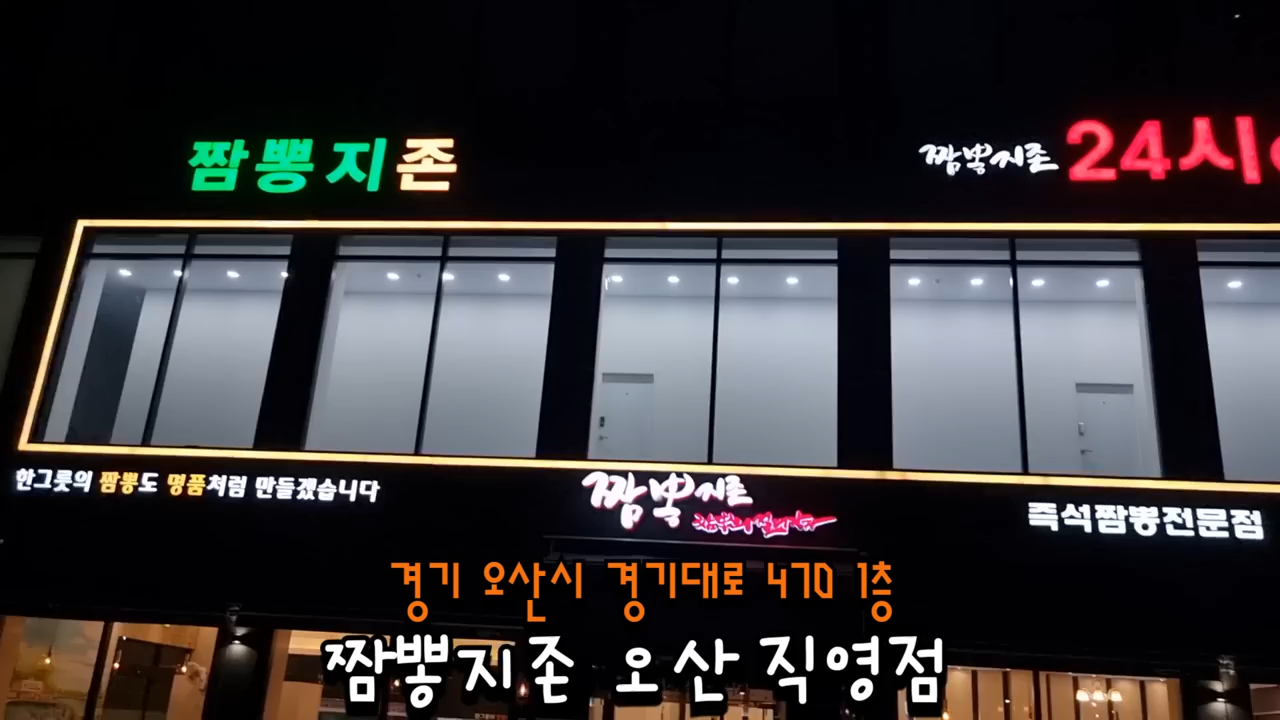 짬뽕지존
짬뽕지존 24시
한그릇의 짬뽕도 명품처럼 만들겠습니다
짬뽕지존
즉석짬뽕전문점
경기 오산시 경기대로 470 1층
짬뽕지존 오산직영점